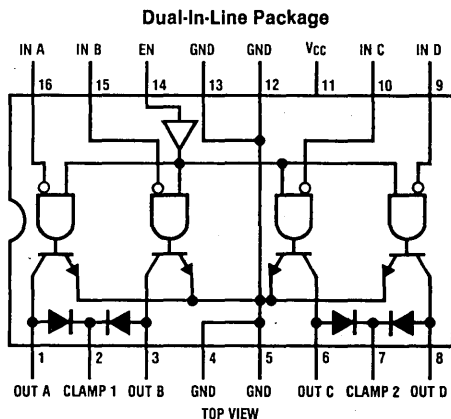 Dual-In-Line Package
IN A IN B EN GND GND VCC IN C IN D
16 15 14 13 12 11 10 9
1 2 3 4 5 6 7 8
OUT A CLAMP 1 OUT B GND GND OUT C CLAMP 2 OUT D
TOP VIEW